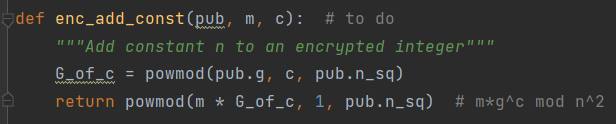 def enc_add_const(pub, m, c):  # to do
    """Add constant n to an encrypted integer"""
    G_of_c = powmod(pub.g, c, pub.n_sq)
    return powmod(m * G_of_c, 1, pub.n_sq)  # m*g^c mod n^2